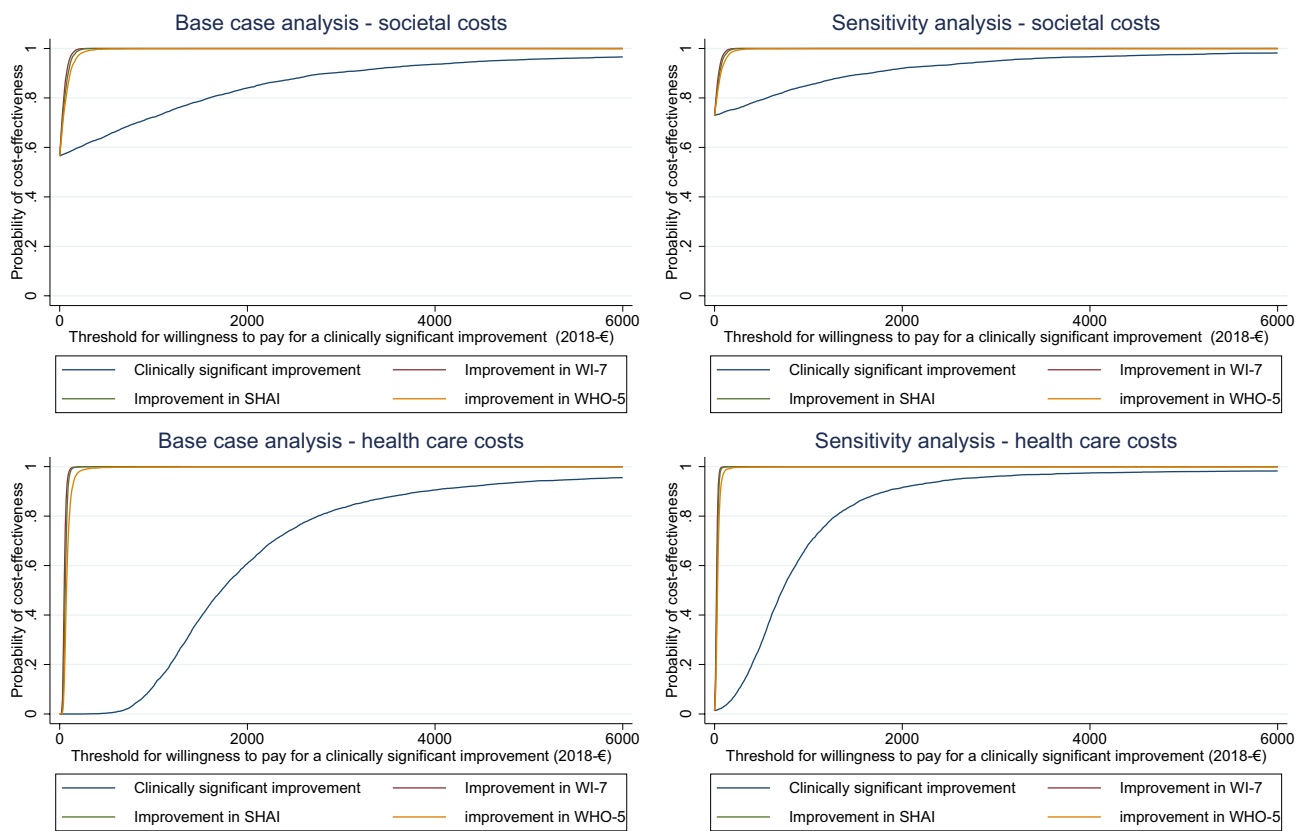 Base case analysis - societal costs
Probability of cost-effectiveness
0 .2 .4 .6 .8 1
0 2000 4000 6000
Threshold for willingness to pay for a clinically significant improvement (2018-€)
Clinically significant improvement Improvement in WI-7
Improvement in SHAI improvement in WHO-5
Sensitivity analysis - societal costs
Probability of cost-effectiveness
0 .2 .4 .6 .8 1
0 2000 4000 6000
Threshold for willingness to pay for a clinically significant improvement (2018-€)
Clinically significant improvement Improvement in WI-7
Improvement in SHAI improvement in WHO-5
Base case analysis - health care costs
Probability of cost-effectiveness
0 .2 .4 .6 .8 1
0 2000 4000 6000
Threshold for willingness to pay for a clinically significant improvement (2018-€)
Clinically significant improvement Improvement in WI-7
Improvement in SHAI improvement in WHO-5
Sensitivity analysis - health care costs
Probability of cost-effectiveness
0 .2 .4 .6 .8 1
0 2000 4000 6000
Threshold for willingness to pay for a clinically significant improvement (2018-€)
Clinically significant improvement Improvement in WI-7
Improvement in SHAI improvement in WHO-5